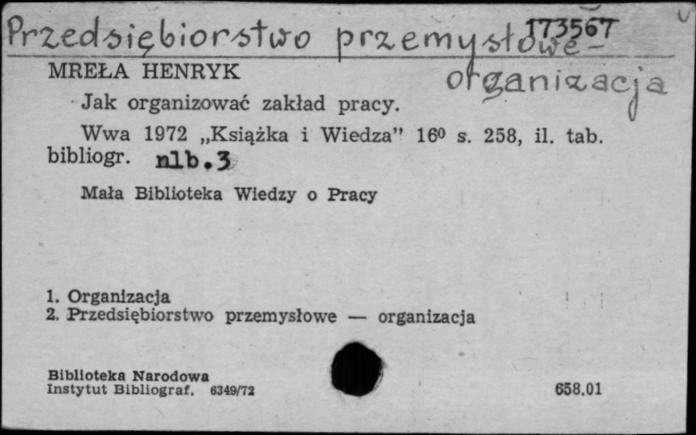 173567
Przedsiębiorstwo przemysłowe -
organizacja
MREŁA HENRYK
Jak organizować zakład pracy.
Wwa 1972 „Książka i Wiedza” 16⁰ s. 258, il. tab.
bibliogr. nlb.3
Mała Biblioteka Wiedzy o Pracy
1. Organizacja
2. Przedsiębiorstwo przemysłowe — organizacja
Biblioteka Narodowa
Instytut Bibliograf. 6349/72
658.01